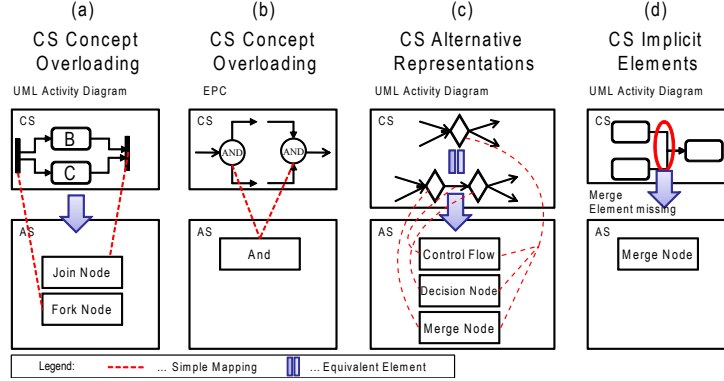 (a)
CS Concept
Overloading
UML Activity Diagram
CS
B
C
AS
Join Node
Fork Node
(b)
CS Concept
Overloading
EPC
CS
AND
AND
AS
And
(c)
CS Alternative
Representations
UML Activity Diagram
CS
AS
Control Flow
Decision Node
Merge Node
(d)
CS Implicit
Elements
UML Activity Diagram
CS
Merge
Element missing
AS
Merge Node
Legend:
... Simple Mapping
... Equivalent Element